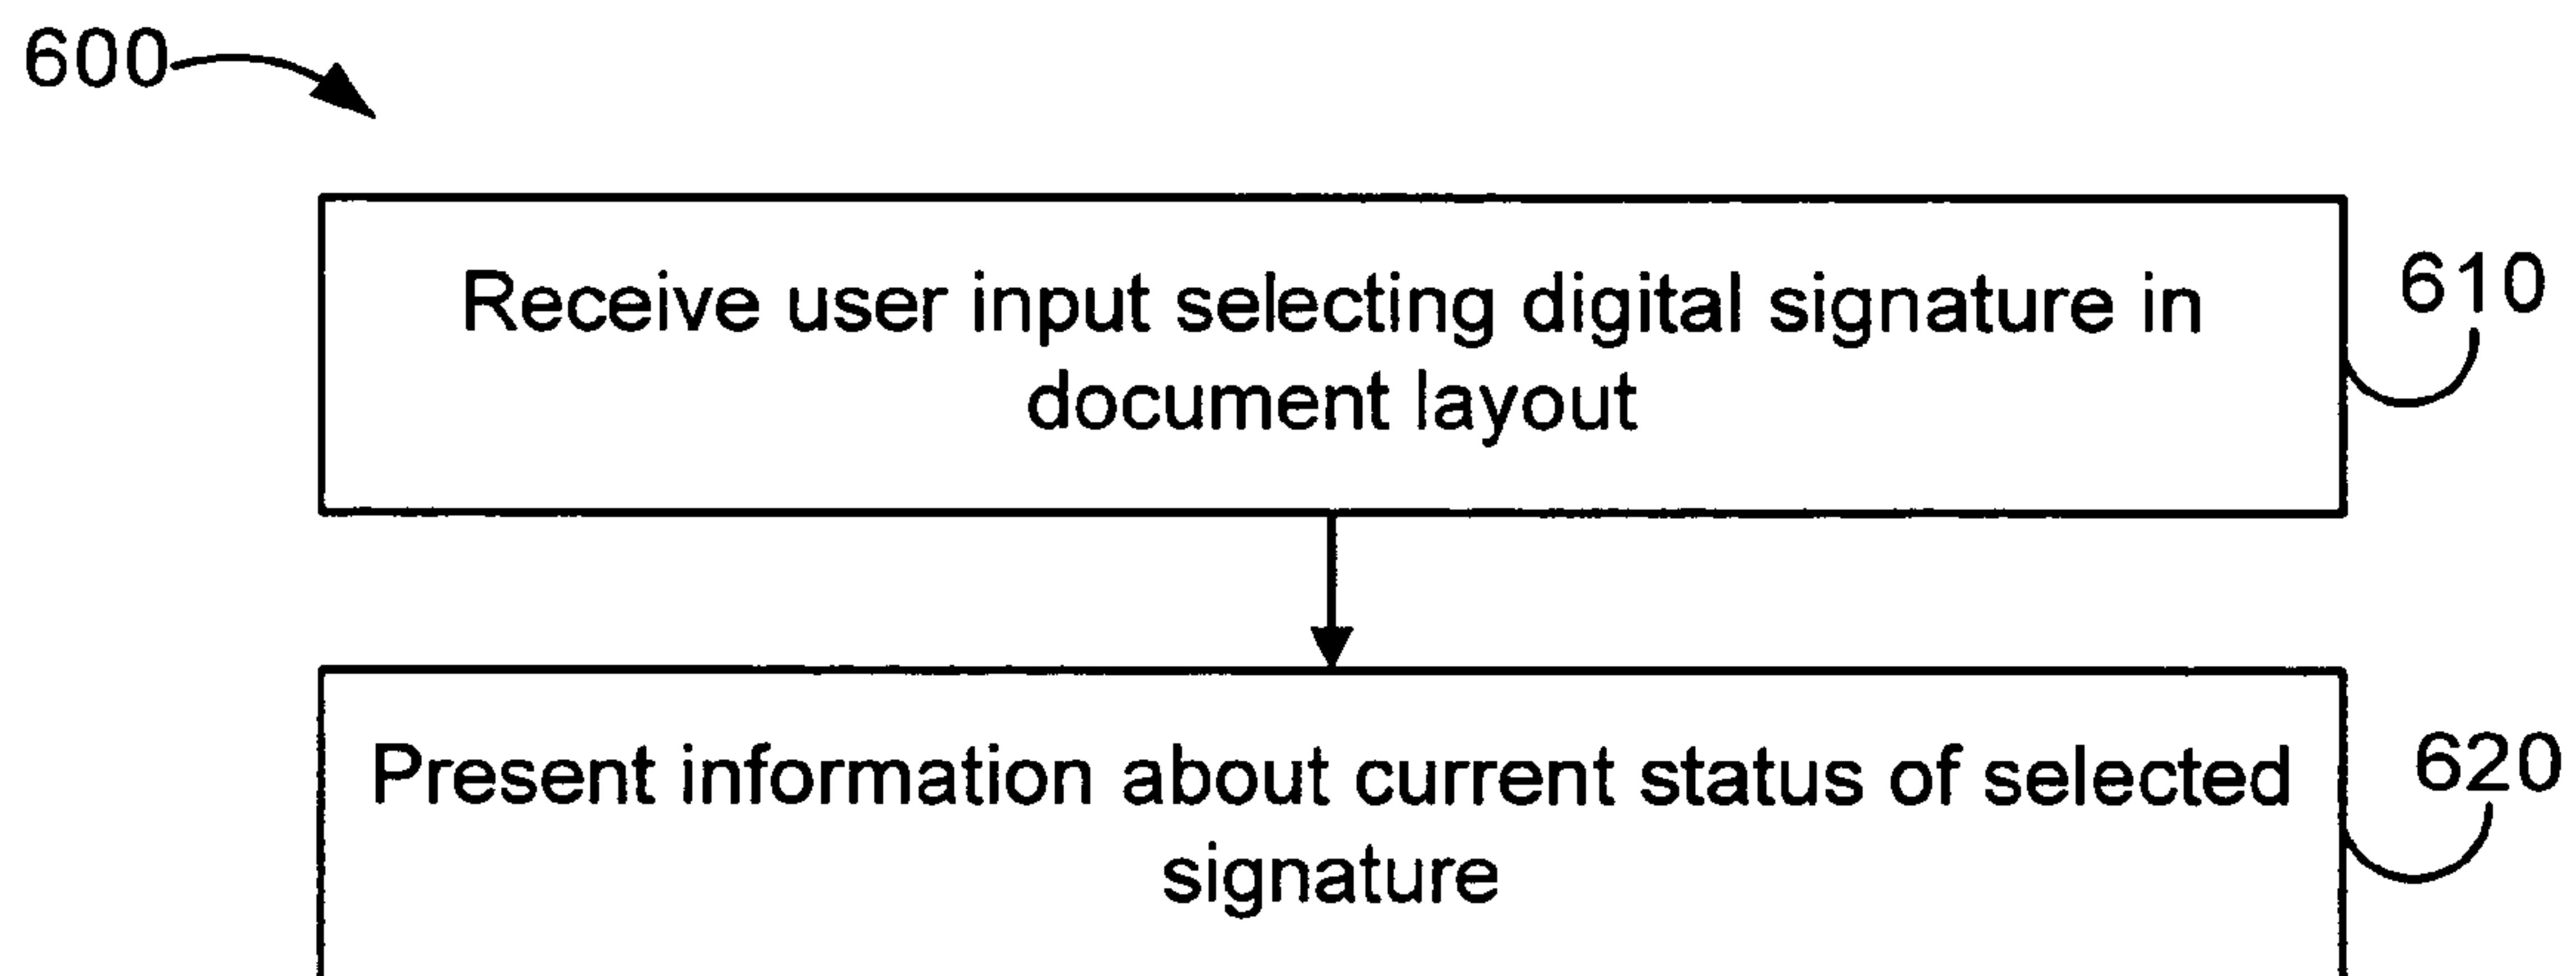 600
Receive user input selecting digital signature in
document layout
610
Present information about current status of selected
signature
620